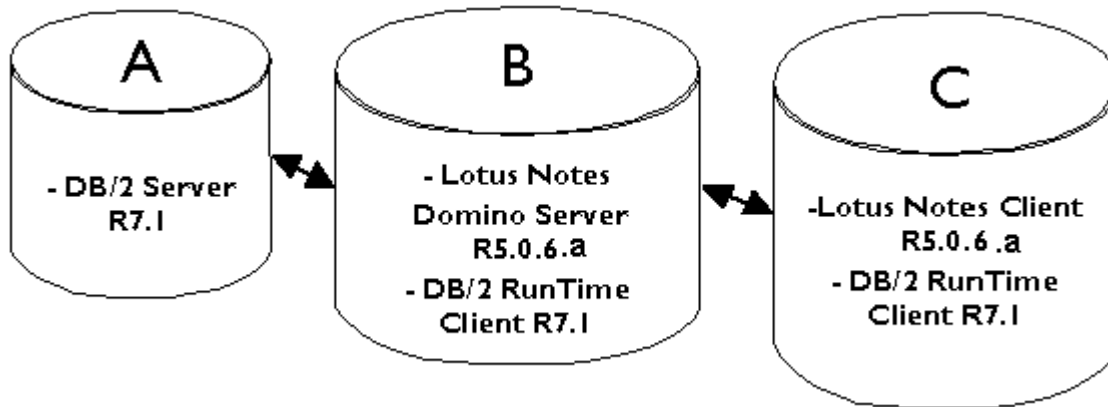 A
- DB/2 Server
R7.1
B
- Lotus Notes
Domino Server
R5.0.6.a
- DB/2 RunTime
Client R7.1
C
-Lotus Notes Client
R5.0.6 .a
- DB/2 RunTime
Client R7.1